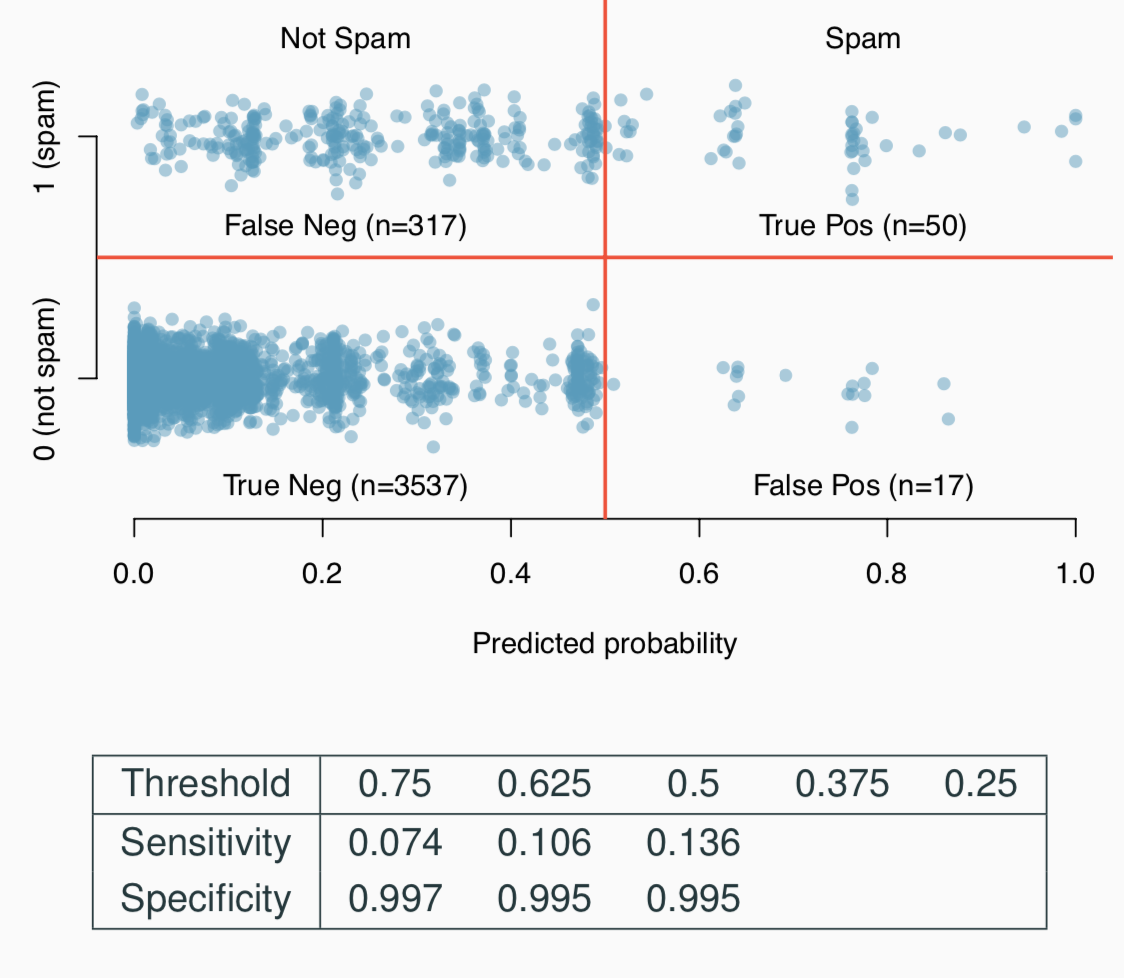 Not Spam Spam
1 (spam)
False Neg (n=317) True Pos (n=50)
0 (not spam)
True Neg (n=3537) False Pos (n=17)
0.0 0.2 0.4 0.6 0.8 1.0
Predicted probability
Threshold 0.75 0.625 0.5 0.375 0.25
Sensitivity 0.074 0.106 0.136
Specificity 0.997 0.995 0.995